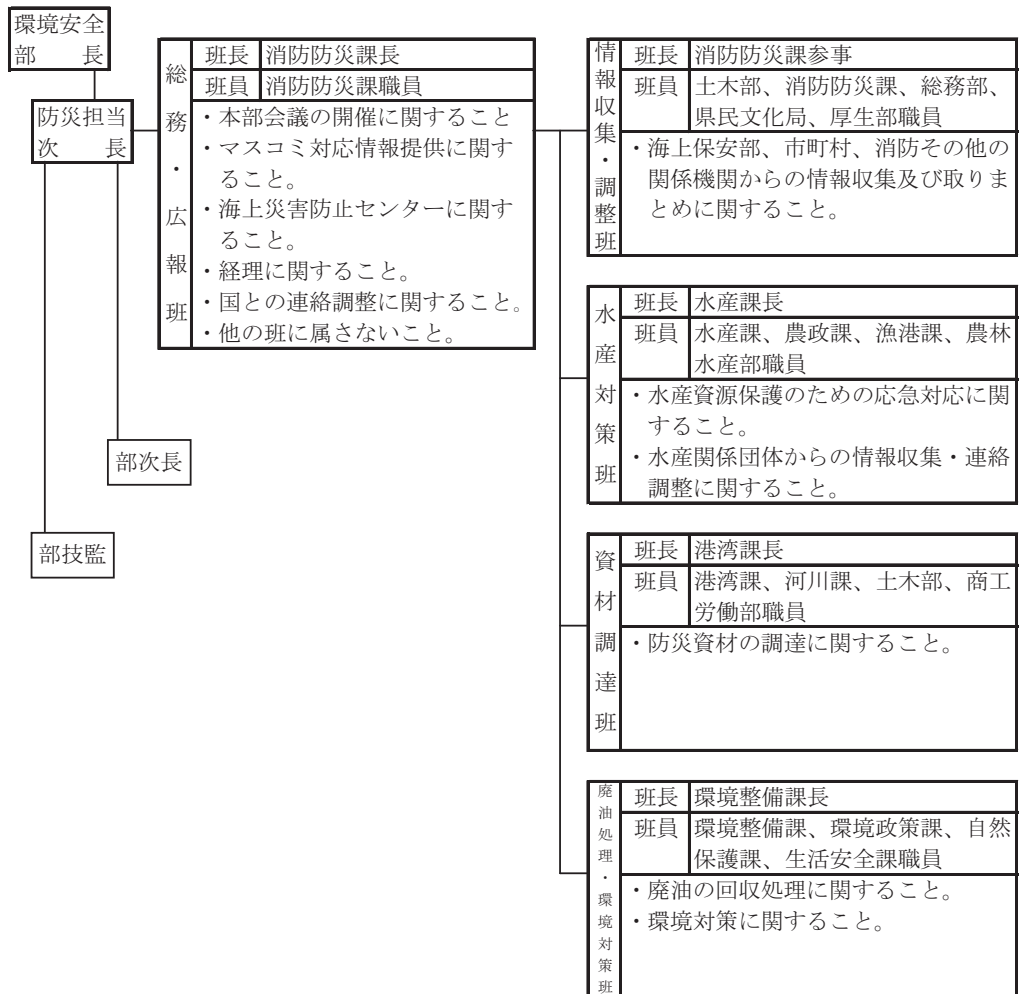 環境安全
部　　長
防災担当
次　　長
部次長
部技監
総務・広報班
班長 消防防災課長
班員 消防防災課職員
・本部会議の開催に関すること
・マスコミ対応情報提供に関す
ること。
・海上災害防止センターに関す
ること。
・経理に関すること。
・国との連絡調整に関すること。
・他の班に属さないこと。
情報収集・調整班
班長 消防防災課参事
班員 土木部、消防防災課、総務部、
県民文化局、厚生部職員
・海上保安部、市町村、消防その他の
関係機関からの情報収集及び取りま
とめに関すること。
水産対策班
班長 水産課長
班員 水産課、農政課、漁港課、農林
水産部職員
・水産資源保護のための応急対応に関
すること。
・水産関係団体からの情報収集・連絡
調整に関すること。
資材調達班
班長 港湾課長
班員 港湾課、河川課、土木部、商工
労働部職員
・防災資材の調達に関すること。
廃油処理・環境対策班
班長 環境整備課長
班員 環境整備課、環境政策課、自然
保護課、生活安全課職員
・廃油の回収処理に関すること。
・環境対策に関すること。